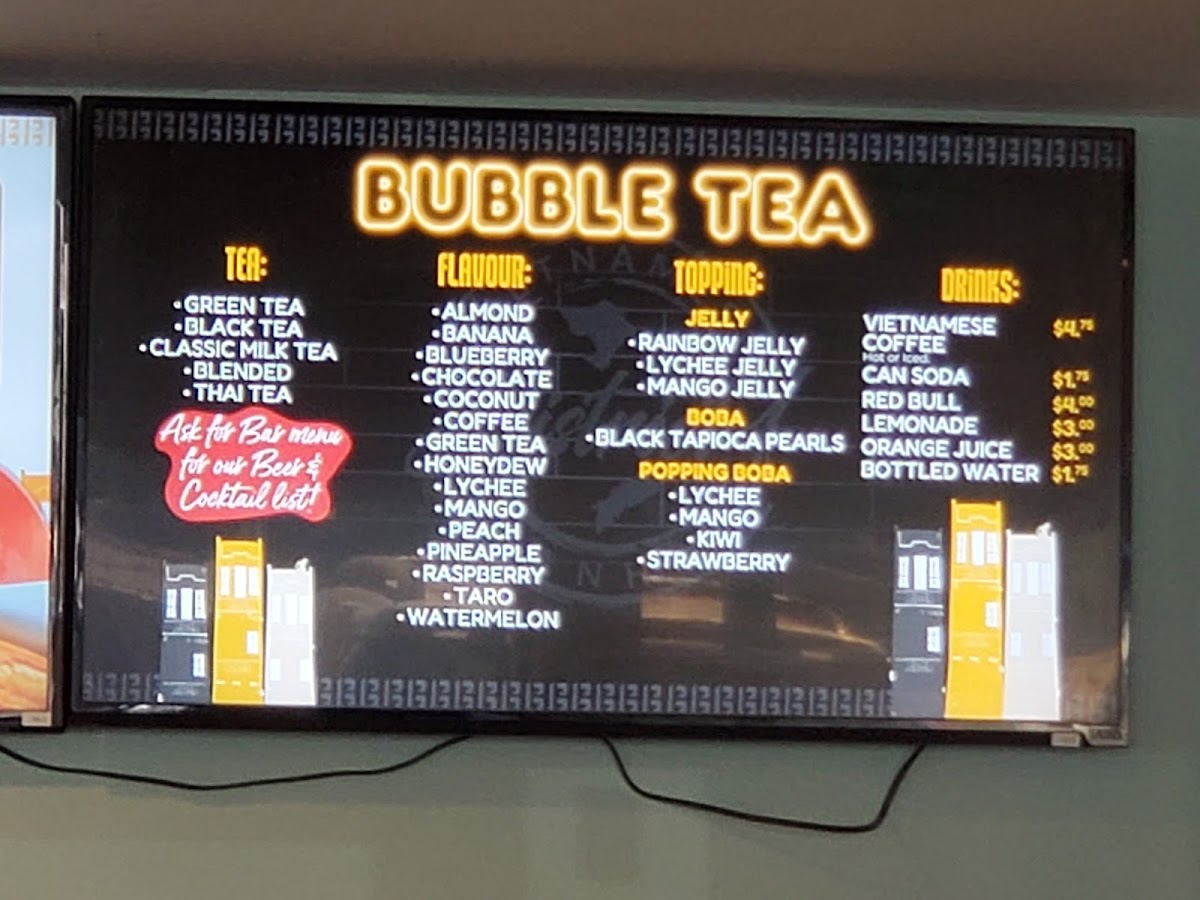 BUBBLE TEA
TEA:
•GREEN TEA
•BLACK TEA
•CLASSIC MILK TEA
•BLENDED
•THAI TEA
Ask for Bar menu
for our Beer &
Cocktail list!
FLAVOUR:
•ALMOND
•BANANA
•BLUEBERRY
•CHOCOLATE
•COCONUT
•COFFEE
•GREEN TEA
•HONEYDEW
•LYCHEE
•MANGO
•PEACH
•PINEAPPLE
•RASPBERRY
•TARO
•WATERMELON
TOPPING:
JELLY
•RAINBOW JELLY
•LYCHEE JELLY
•MANGO JELLY
BOBA
•BLACK TAPIOCA PEARLS
POPPING BOBA
•LYCHEE
•MANGO
•KIWI
•STRAWBERRY
DRINKS:
VIETNAMESE $4.75
COFFEE
Hot or Iced.
CAN SODA $1.75
RED BULL $4.00
LEMONADE $3.00
ORANGE JUICE $3.00
BOTTLED WATER $1.75